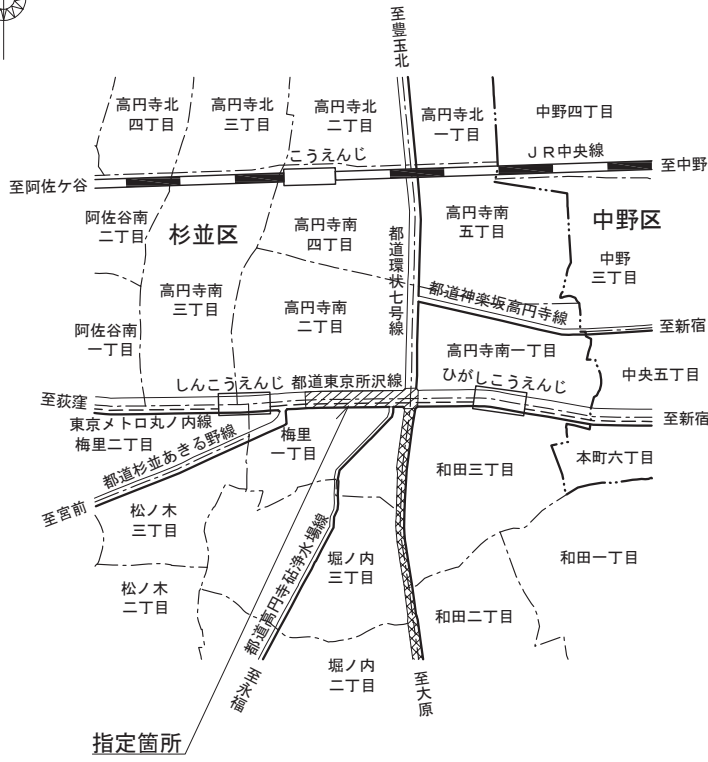 至豊玉北
高円寺北
四丁目
高円寺北
三丁目
高円寺北
二丁目
高円寺北
一丁目
中野四丁目
こうえんじ
JR中央線
至阿佐ケ谷
至中野
阿佐谷南
二丁目
杉並区
高円寺南
四丁目
都道環状七号線
高円寺南
五丁目
中野区
中野
三丁目
高円寺南
三丁目
高円寺南
二丁目
都道神楽坂高円寺線
至新宿
阿佐谷南
一丁目
高円寺南一丁目
しんこうえんじ
都道東京所沢線
ひがしこうえんじ
中央五丁目
至荻窪
至新宿
東京メトロ丸ノ内線
梅里二丁目
都道杉並あきる野線
梅里
一丁目
和田三丁目
本町六丁目
至宮前
松ノ木
三丁目
都道高円寺砧浄水場線
堀ノ内
三丁目
和田一丁目
松ノ木
二丁目
和田二丁目
至永福
堀ノ内
二丁目
至大原
指定箇所